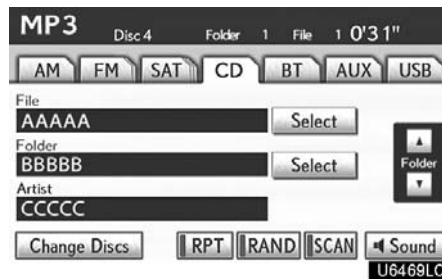 MP3 Disc 4 Folder 1 File 1 0'31"
AM FM SAT CD BT AUX USB
File
AAAAA Select
Folder
BBBBB Select
Folder
Artist
CCCCC
Change Discs RPT RAND SCAN Sound
U6469LC